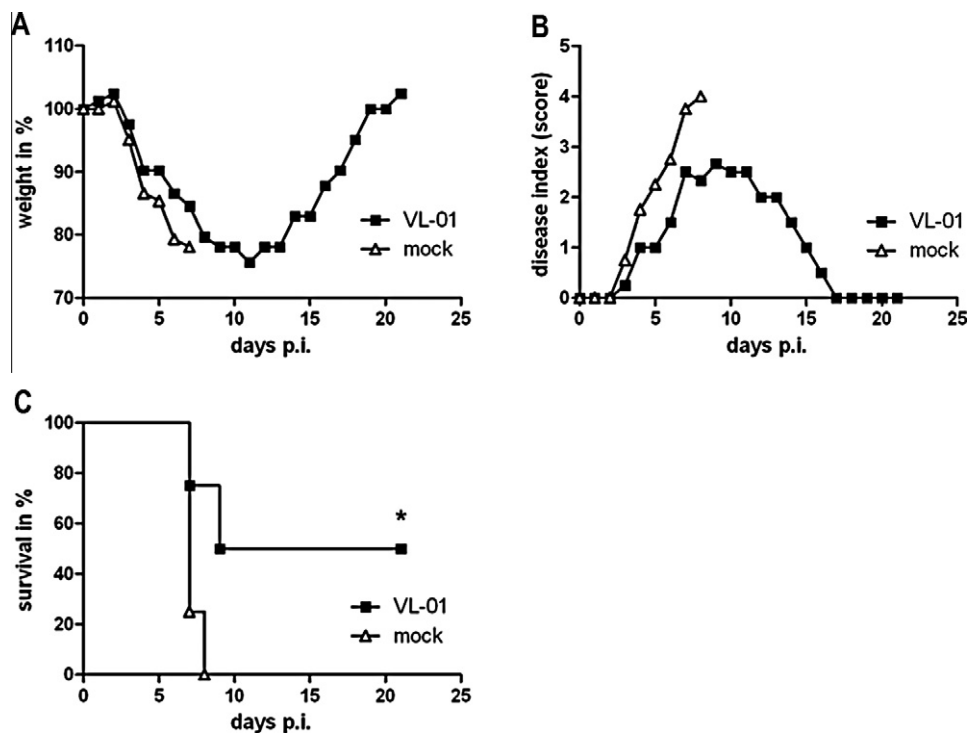 A
110
100
90
80
70
weight in %
0 5 10 15 20 25
days p.i.
VL-01
mock
B
5
4
3
2
1
0
disease index (score)
0 5 10 15 20 25
days p.i.
VL-01
mock
C
100
80
60
40
20
0
survival in %
0 5 10 15 20 25
days p.i.
*
VL-01
mock